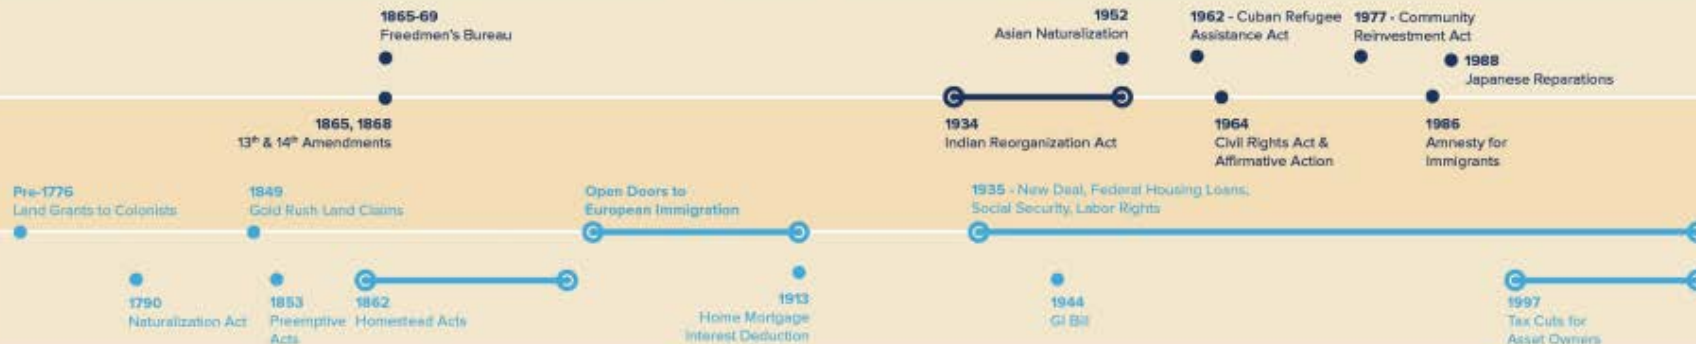 1865-69
Freedmen's Bureau
1952
Asian Naturalization
1962 - Cuban Refugee
Assistance Act
1977 - Community
Reinvestment Act
1988
Japanese Reparations
1865, 1868
13th & 14th Amendments
1934
Indian Reorganization Act
1964
Civil Rights Act &
Affirmative Action
1986
Amnesty for
Immigrants
Pre-1776
Land Grants to Colonists
1849
Gold Rush Land Claims
Open Doors to
European Immigration
1935 - New Deal, Federal Housing Loans,
Social Security, Labor Rights
1790
Naturalization Act
1853
Preemptive
Acts
1862
Homestead Acts
1913
Home Mortgage
Interest Deduction
1944
GI Bill
1997
Tax Cuts for
Asset Owners